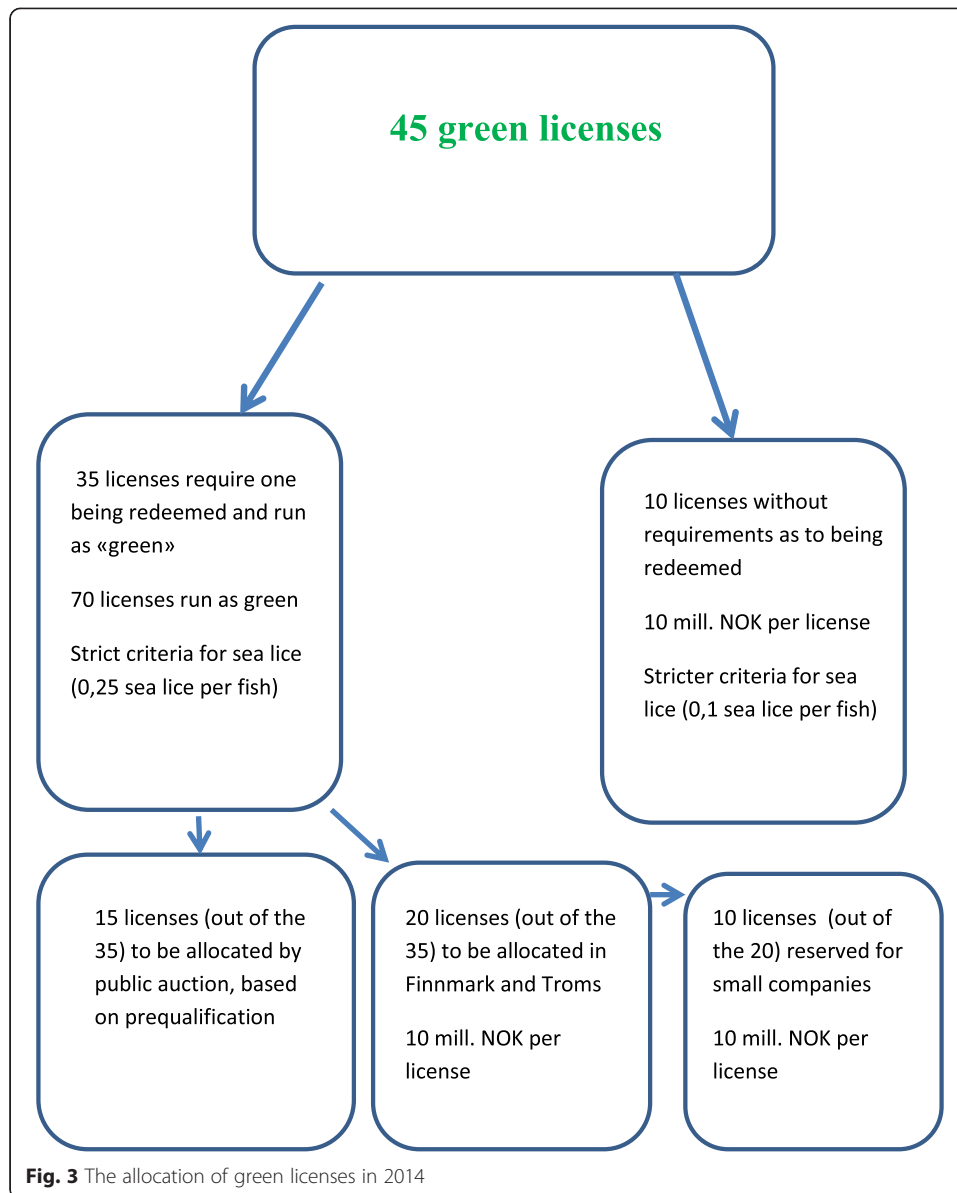 45 green licenses
35 licenses require one
being redeemed and run
as «green»
70 licenses run as green
Strict criteria for sea lice
(0,25 sea lice per fish)
10 licenses without
requirements as to being
redeemed
10 mill. NOK per license
Stricter criteria for sea
lice (0,1 sea lice per fish)
15 licenses (out of the
35) to be allocated by
public auction, based
on prequalification
20 licenses (out of the
35) to be allocated in
Finnmark and Troms
10 mill. NOK per
license
10 licenses (out of
the 20) reserved for
small companies
10 mill. NOK per
license
Fig. 3 The allocation of green licenses in 2014